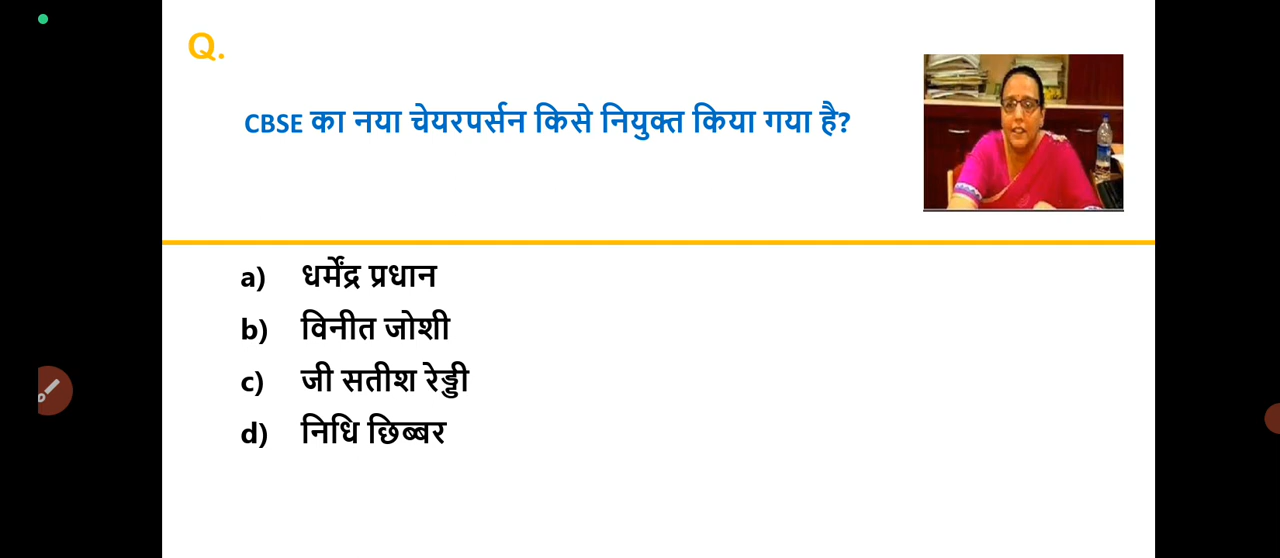 Q.
CBSE का नया चेयरपर्सन किसे नियुक्त किया गया है?
a) धर्मेंद्र प्रधान
b) विनीत जोशी
c) जी सतीश रेड्डी
d) निधि छिब्बर